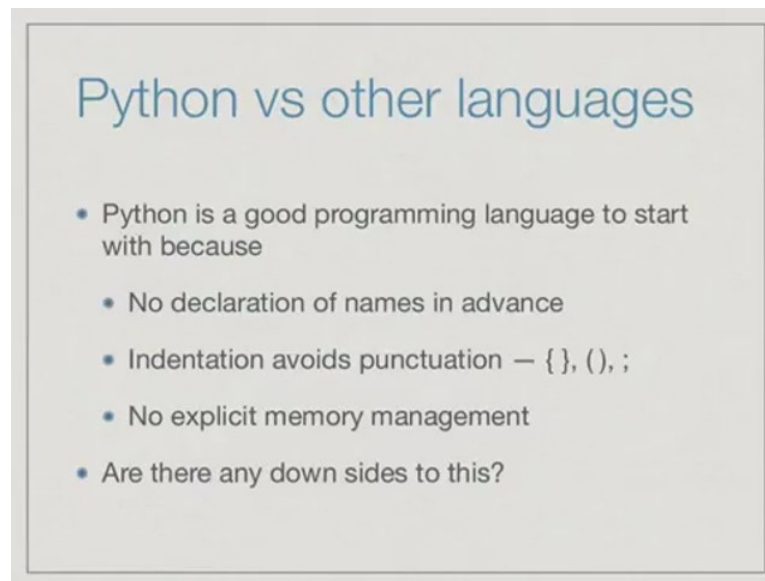 Python vs other languages
• Python is a good programming language to start
with because
• No declaration of names in advance
• Indentation avoids punctuation — { }, ( ), ;
• No explicit memory management
• Are there any down sides to this?